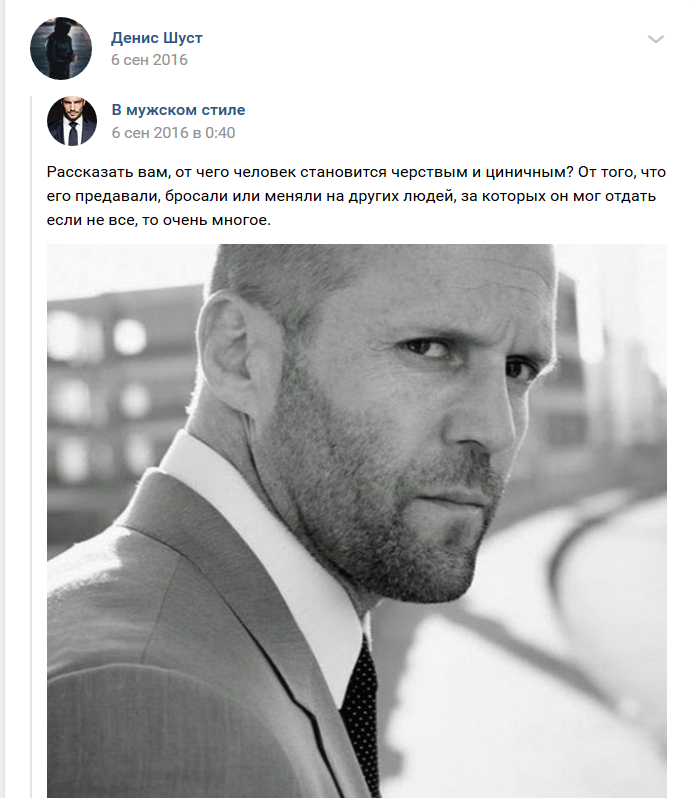 Денис Шуст
6 сен 2016
В мужском стиле
6 сен 2016 в 0:40
Рассказать вам, от чего человек становится черствым и циничным? От того, что
его предавали, бросали или меняли на других людей, за которых он мог отдать
если не все, то очень многое.